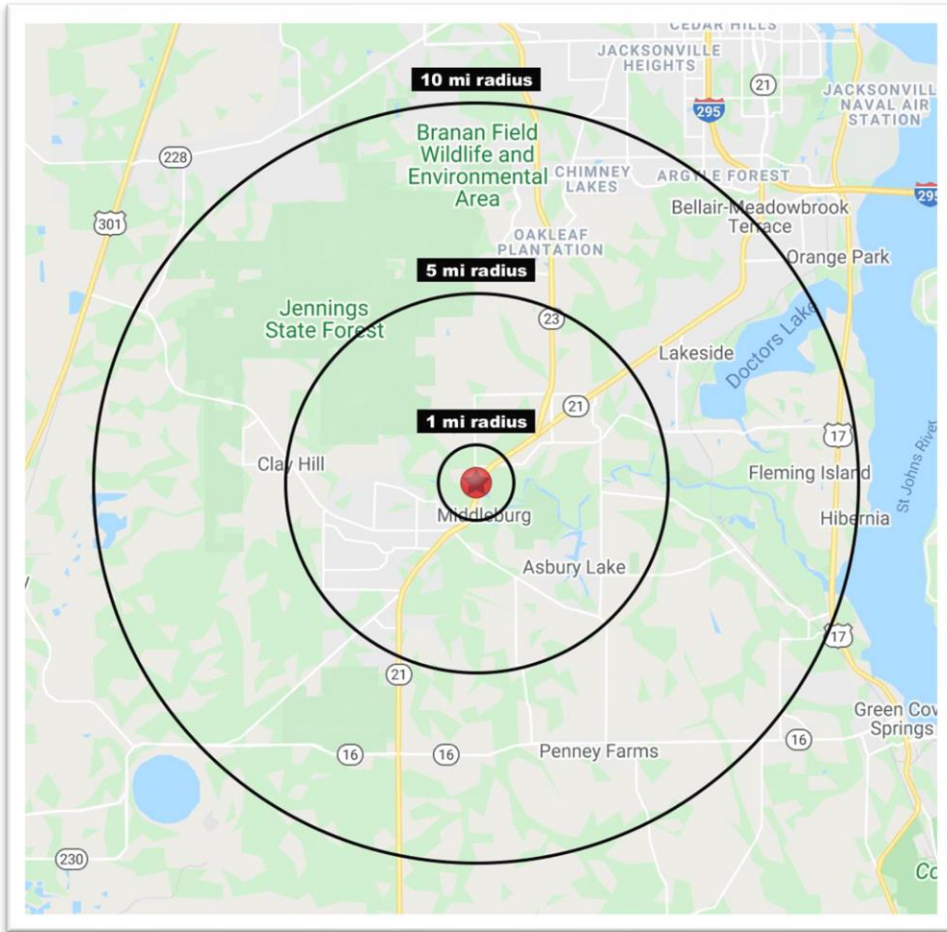 CEDAR HILLS
JACKSONVILLE
HEIGHTS
10 mi radius
21
295
JACKSONVILL
NAVAL AIR
STATION
Branan Field
Wildlife and
Environmental
Area
228
CHIMNEY
LAKES
ARGYLE FOREST
295
301
Bellair-Meadowbrook
Terrace
OAKLEAF
PLANTATION
Orange Park
5 mi radius
Jennings
State Forest
23
Doctors Lake
Lakeside
21
1 mi radius
17
St Johns River
Clay Hill
Fleming Island
Middleburg
Hibernia
Asbury Lake
17
21
Green Cov
Springs
16
16
Penney Farms
16
230
Co